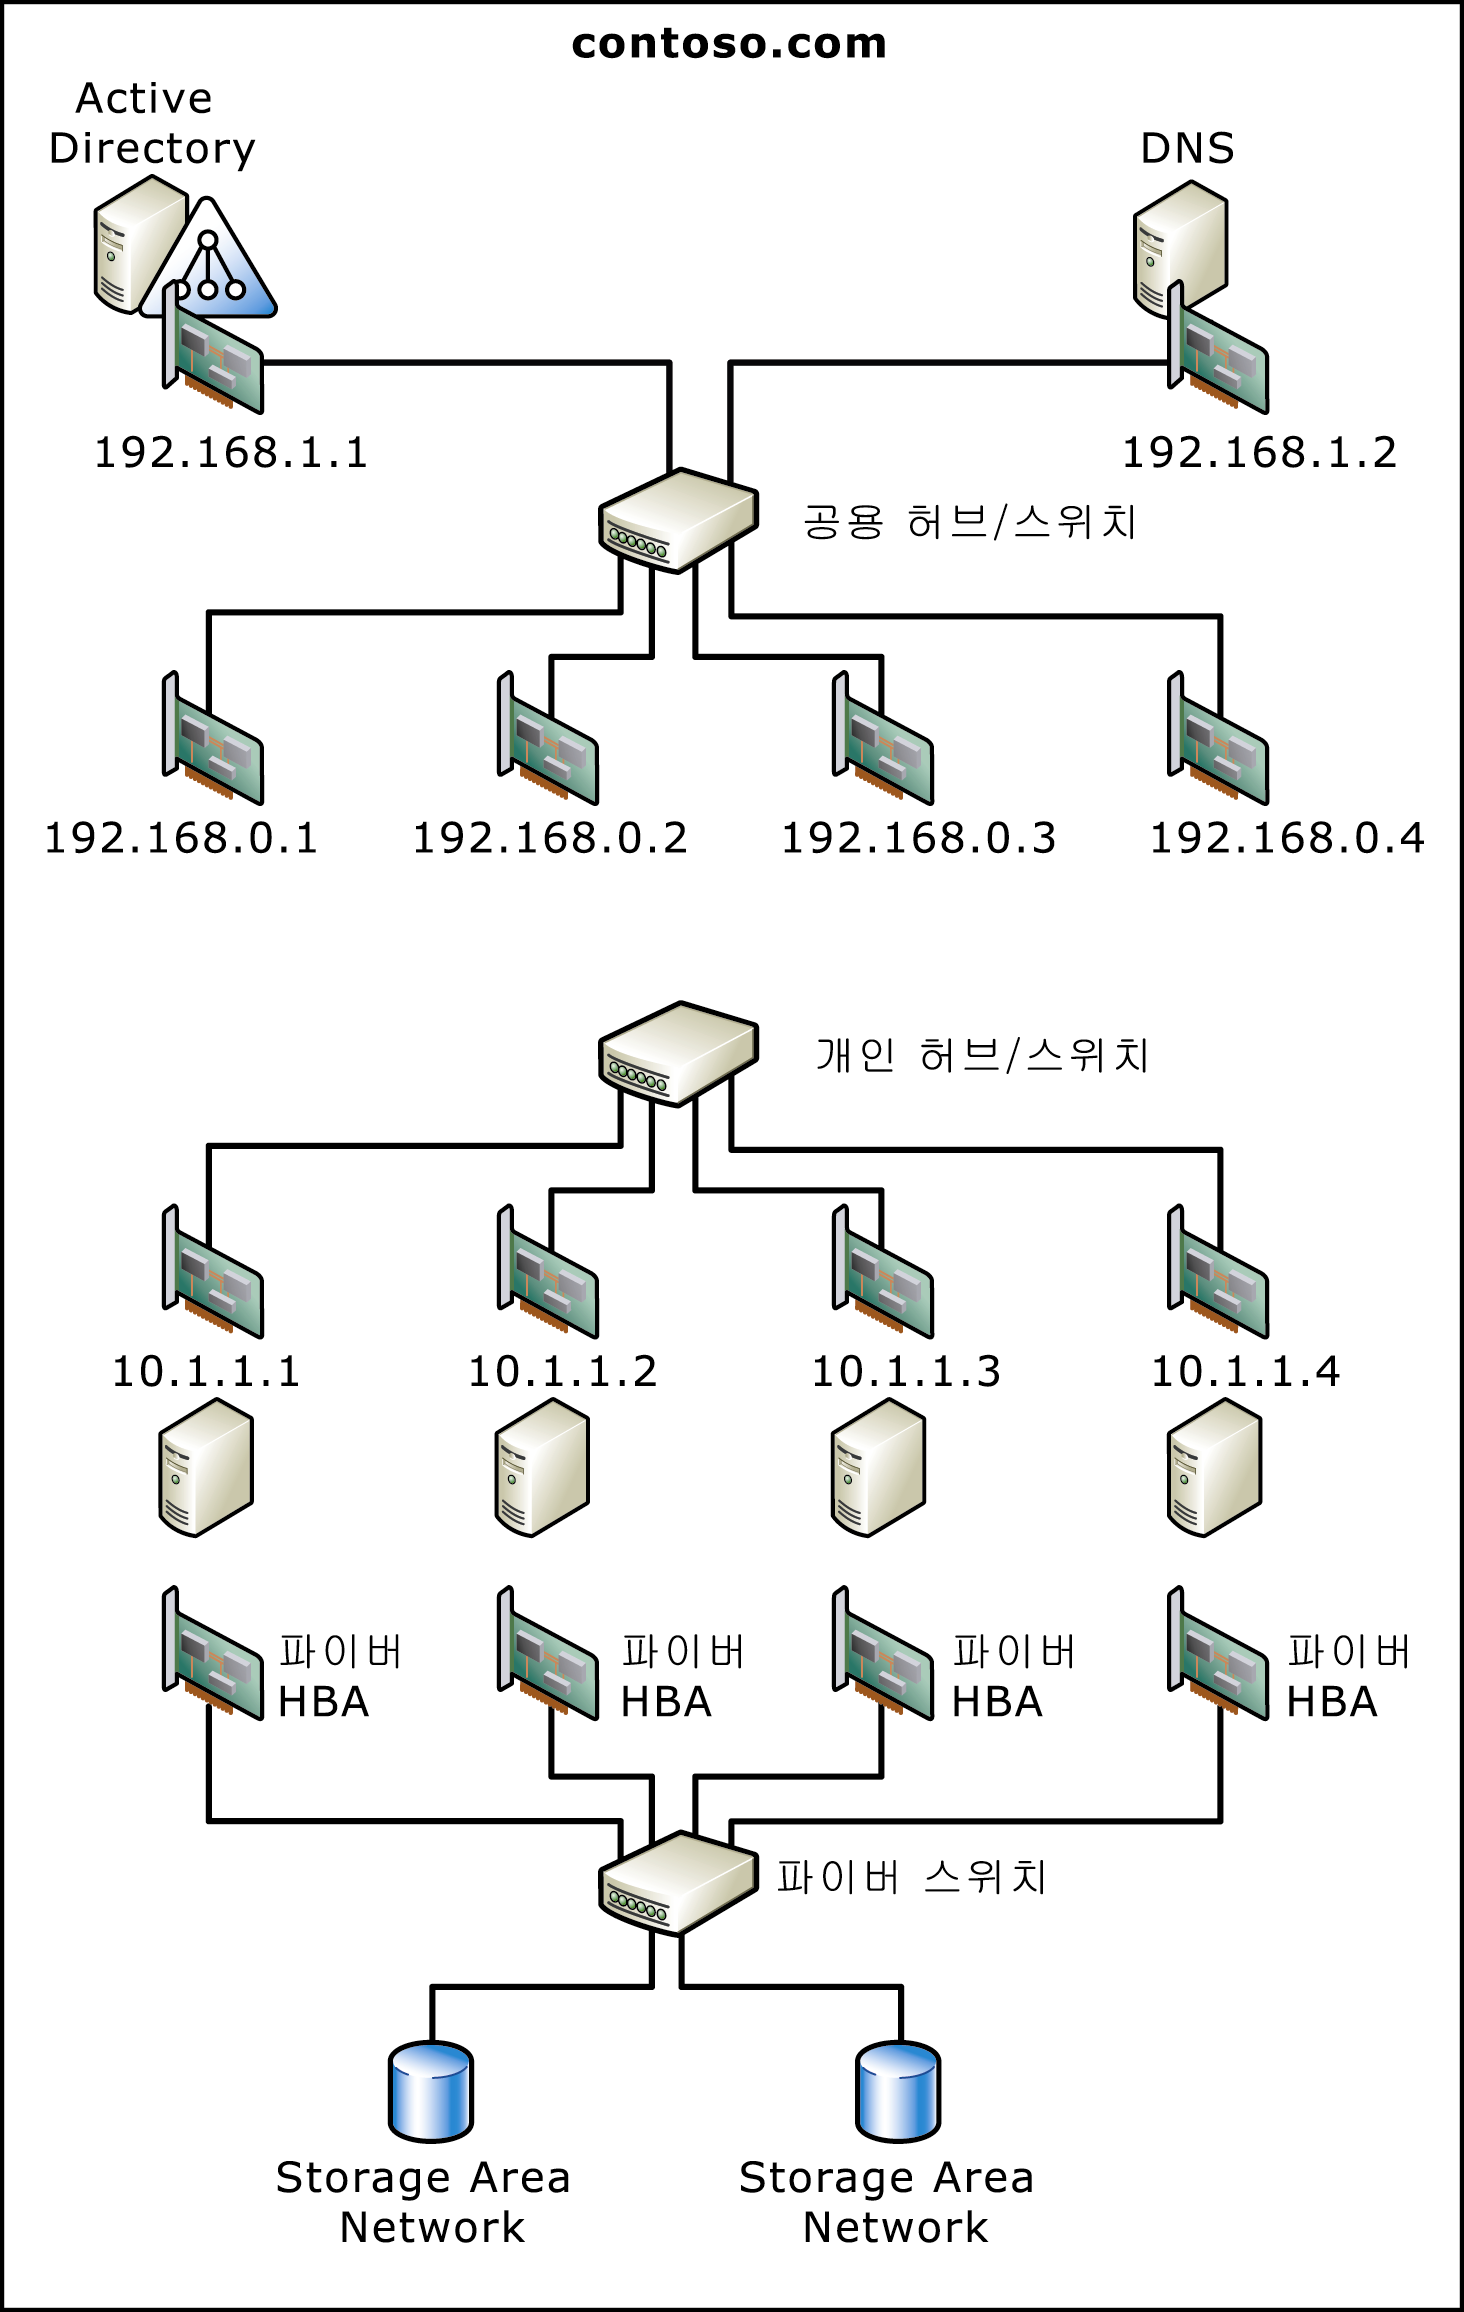 contoso.com
Active
Directory
DNS
192.168.1.1
192.168.1.2
공용 허브/스위치
192.168.0.1
192.168.0.2
192.168.0.3
192.168.0.4
개인 허브/스위치
10.1.1.1
10.1.1.2
10.1.1.3
10.1.1.4
파이버
HBA
파이버
HBA
파이버
HBA
파이버
HBA
파이버 스위치
Storage Area
Network
Storage Area
Network